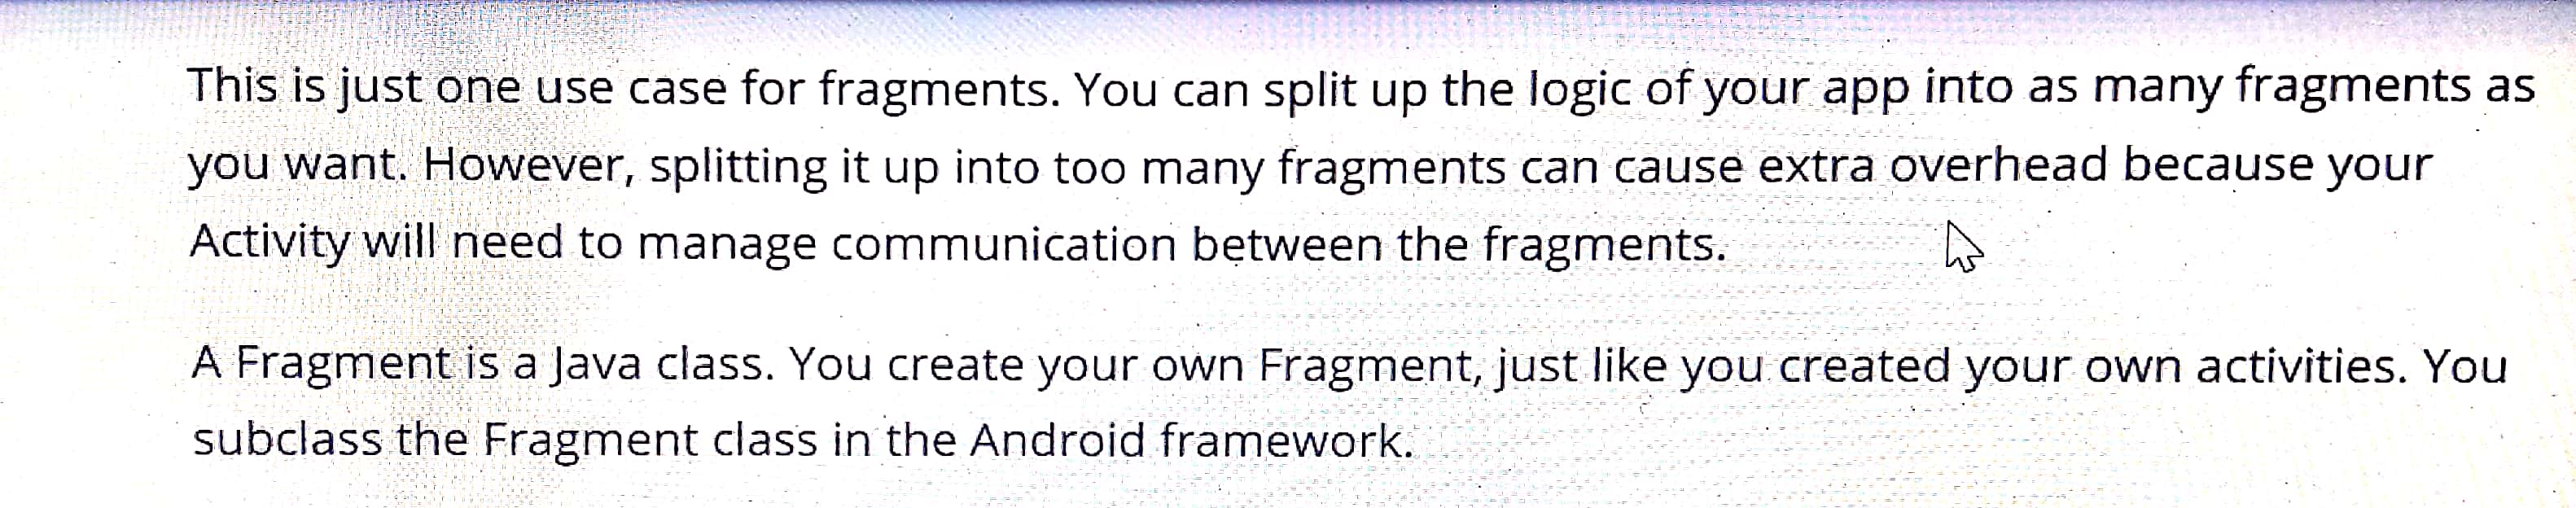 This is just one use case for fragments. You can split up the logic of your app into as many fragments as
you want. However, splitting it up into too many fragments can cause extra overhead because your
Activity will need to manage communication between the fragments.
A Fragment is a Java class. You create your own Fragment, just like you created your own activities. You
subclass the Fragment class in the Android framework.